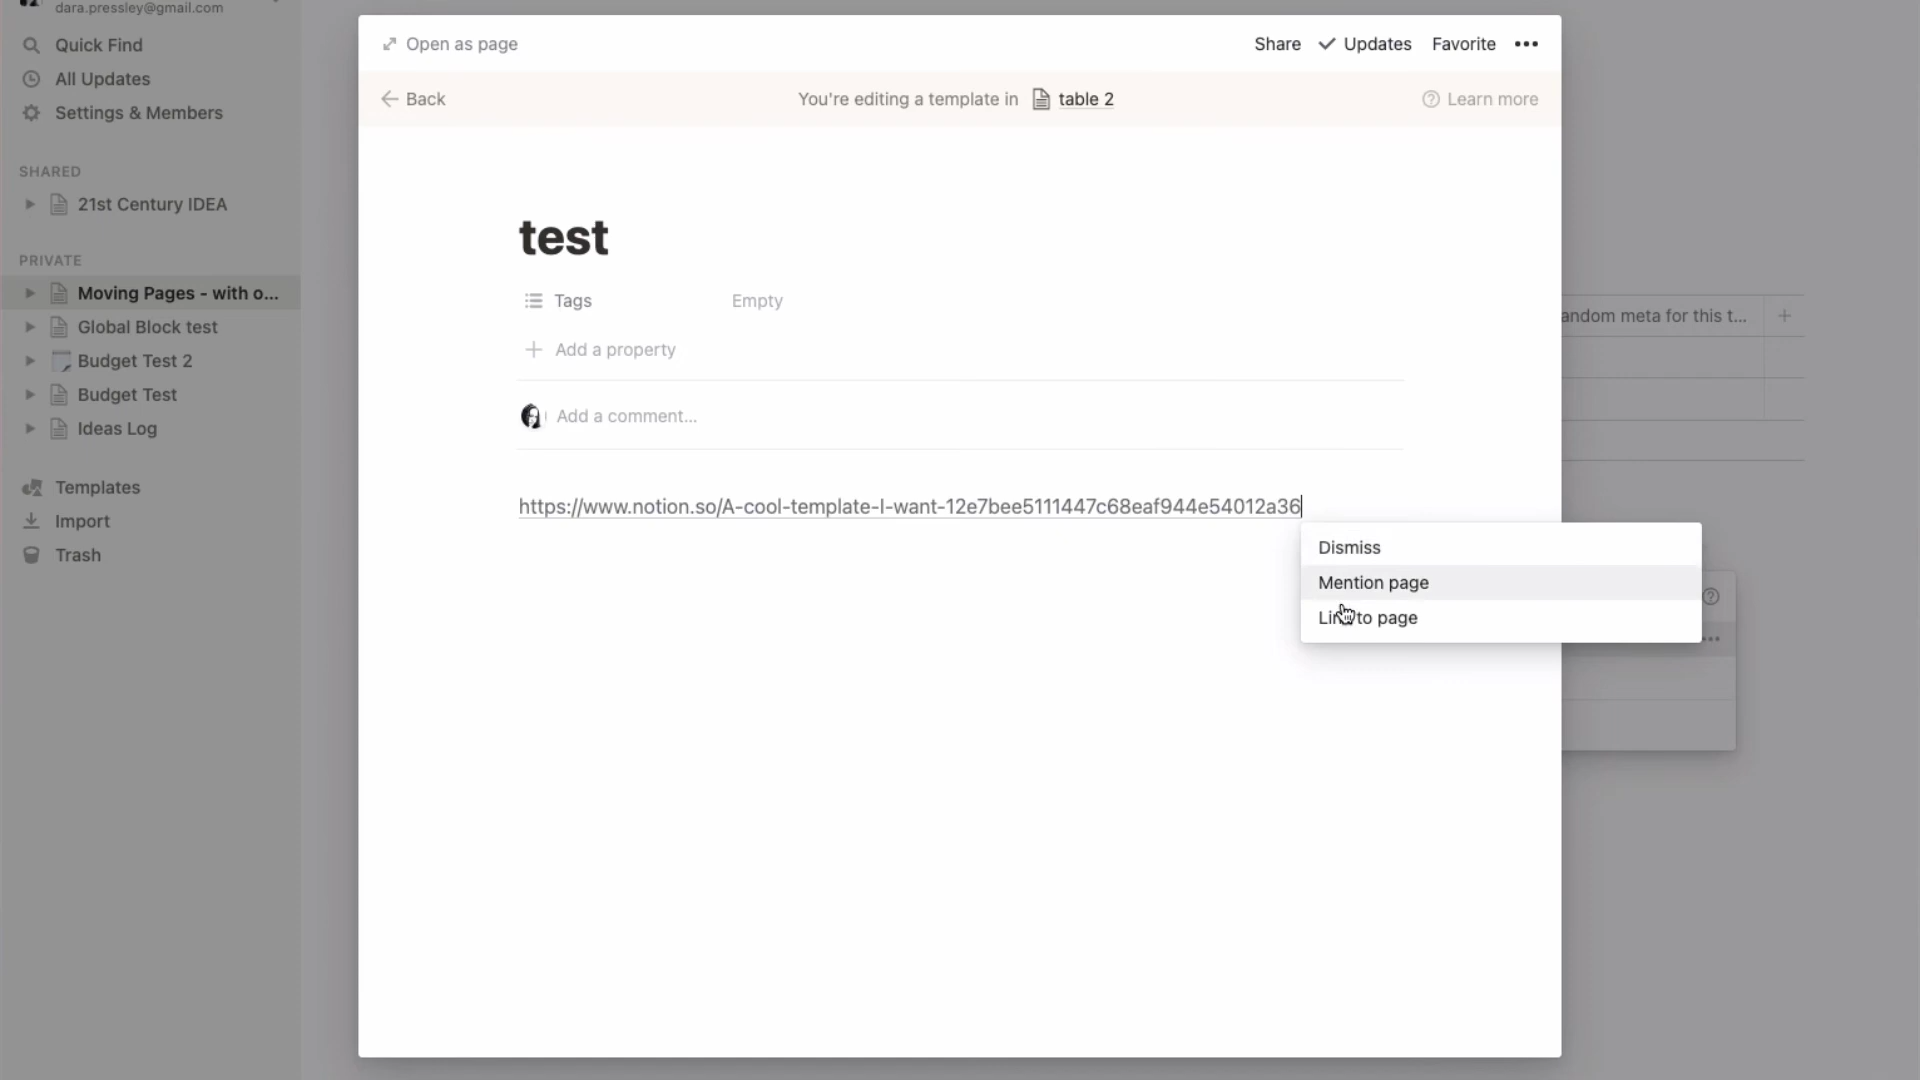 dara.pressley@gmail.com
Quick Find
All Updates
Settings & Members
SHARED
21st Century IDEA
PRIVATE
Moving Pages - with o...
Global Block test
Budget Test 2
Budget Test
Ideas Log
Templates
Import
Trash
Open as page
Share
Updates
Favorite
Back
You're editing a template in
table 2
Learn more
test
Tags
Empty
Add a property
Add a comment...
https://www.notion.so/A-cool-template-I-want-12e7bee5111447c68eaf944e54012a36
Dismiss
Mention page
Link to page
andom meta for this t...